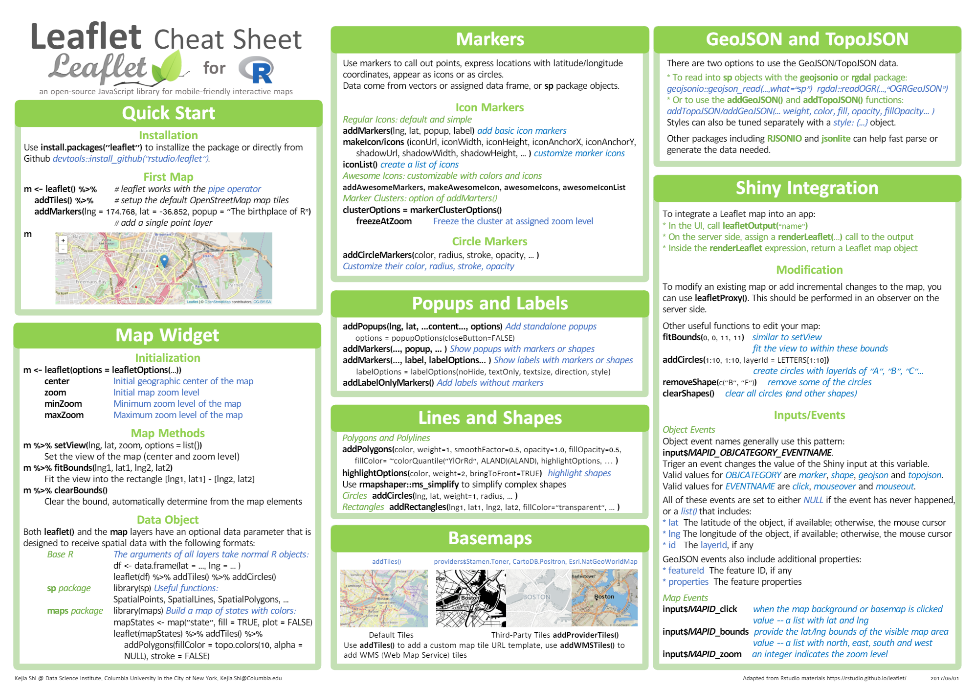 Leaflet Cheat Sheet
Leaflet for R
an open-source JavaScript library for mobile-friendly interactive maps
Quick Start
Installation
Use install.packages("leaflet") to installize the package or directly from
Github devtools::install_github("rstudio/leaflet").
First Map
m <- leaflet() %>% # leaflet works with the pipe operator
addTiles() %>% # setup the default OpenStreetMap map tiles
addMarkers(lng = 174.768, lat = -36.852, popup = "The birthplace of R")
# add a single point layer
m
Map Widget
Initialization
m <- leaflet(options = leafletOptions(...))
center Initial geographic center of the map
zoom Initial map zoom level
minZoom Minimum zoom level of the map
maxZoom Maximum zoom level of the map
Map Methods
m %>% setView(lng, lat, zoom, options = list())
Set the view of the map (center and zoom level)
m %>% fitBounds(lng1, lat1, lng2, lat2)
Fit the view into the rectangle [lng1, lat1] - [lng2, lat2]
m %>% clearBounds()
Clear the bound, automatically determine from the map elements
Data Object
Both leaflet() and the map layers have an optional data parameter that is
designed to receive spatial data with the following formats:
Base R The arguments of all layers take normal R objects:
df <- data.frame(lat = ..., lng = ... )
leaflet(df) %>% addTiles() %>% addCircles()
sp package library(sp) Useful functions:
SpatialPoints, SpatialLines, SpatialPolygons, ...
maps package library(maps) Build a map of states with colors:
mapStates <- map("state", fill = TRUE, plot = FALSE)
leaflet(mapStates) %>% addTiles() %>%
addPolygons(fillColor = topo.colors(10, alpha =
NULL), stroke = FALSE)
Markers
Use markers to call out points, express locations with latitude/longitude
coordinates, appear as icons or as circles.
Data come from vectors or assigned data frame, or sp package objects.
Icon Markers
Regular Icons: default and simple
addMarkers(lng, lat, popup, label) add basic icon markers
makeIcon/icons (iconUrl, iconWidth, iconHeight, iconAnchorX, iconAnchorY,
shadowUrl, shadowWidth, shadowHeight, ... ) customize marker icons
iconList() create a list of icons
Awesome Icons: customizable with colors and icons
addAwesomeMarkers, makeAwesomeIcon, awesomeIcons, awesomeIconList
Marker Clusters: option of addMarters()
clusterOptions = markerClusterOptions()
freezeAtZoom Freeze the cluster at assigned zoom level
Circle Markers
addCircleMarkers(color, radius, stroke, opacity, ... )
Customize their color, radius, stroke, opacity
Popups and Labels
addPopups(lng, lat, ...content..., options) Add standalone popups
options = popupOptions(closeButton=FALSE)
addMarkers(..., popup, ... ) Show popups with markers or shapes
addMarkers(..., label, labelOptions... ) Show labels with markers or shapes
labelOptions = labelOptions(noHide, textOnly, textsize, direction, style)
addLabelOnlyMarkers() Add labels without markers
Lines and Shapes
Polygons and Polylines
addPolygons(color, weight=1, smoothFactor=0.5, opacity=1.0, fillOpacity=0.5,
fillColor= ~colorQuantile("YlOrRd", ALAND)(ALAND), highlightOptions, ... )
highlightOptions(color, weight=2, bringToFront=TRUE) highlight shapes
Use rmapshaper::ms_simplify to simplify complex shapes
Circles addCircles(lng, lat, weight=1, radius, ... )
Rectangles addRectangles(lng1, lat1, lng2, lat2, fillColor="transparent", ... )
Basemaps
addTiles() providers$Stamen.Toner, CartoDB.Positron, Esri.NatGeoWorldMap
Default Tiles Third-Party Tiles addProviderTiles()
Use addTiles() to add a custom map tile URL template, use addWMSTiles() to
add WMS (Web Map Service) tiles
GeoJSON and TopoJSON
There are two options to use the GeoJSON/TopoJSON data.
* To read into sp objects with the geojsonio or rgdal package:
geojsonio::geojson_read(...,what="sp") rgdal::readOGR(...,"OGRGeoJSON")
* Or to use the addGeoJSON() and addTopoJSON() functions:
addTopoJSON/addGeoJSON(... weight, color, fill, opacity, fillOpacity... )
Styles can also be tuned separately with a style: {...} object.
Other packages including RJSONIO and jsonlite can help fast parse or
generate the data needed.
Shiny Integration
To integrate a Leaflet map into an app:
* In the UI, call leafletOutput("name")
* On the server side, assign a renderLeaflet(...) call to the output
* Inside the renderLeaflet expression, return a Leaflet map object
Modification
To modify an existing map or add incremental changes to the map, you
can use leafletProxy(). This should be performed in an observer on the
server side.
Other useful functions to edit your map:
fitBounds(0, 0, 11, 11) similar to setView
fit the view to within these bounds
addCircles(1:10, 1:10, layerId = LETTERS[1:10])
create circles with layerIds of "A", "B", "C"...
removeShape(c("B", "F")) remove some of the circles
clearShapes() clear all circles (and other shapes)
Inputs/Events
Object Events
Object event names generally use this pattern:
input$MAPID_OBJCATEGORY_EVENTNAME.
Triger an event changes the value of the Shiny input at this variable.
Valid values for OBJCATEGORY are marker, shape, geojson and topojson.
Valid values for EVENTNAME are click, mouseover and mouseout.
All of these events are set to either NULL if the event has never happened,
or a list() that includes:
* lat The latitude of the object, if available; otherwise, the mouse cursor
* lng The longitude of the object, if available; otherwise, the mouse cursor
* id The layerId, if any
GeoJSON events also include additional properties:
* featureId The feature ID, if any
* properties The feature properties
Map Events
input$MAPID_click when the map background or basemap is clicked
value -- a list with lat and lng
input$MAPID_bounds provide the lat/lng bounds of the visible map area
value -- a list with north, east, south and west
input$MAPID_zoom an integer indicates the zoom level
Kejia Shi @ Data Science Institute, Columbia University in the City of New York, Kejia.Shi@Columbia.edu
Adapted from Rstudio materials https://rstudio.github.io/leaflet/ 2017/05/01